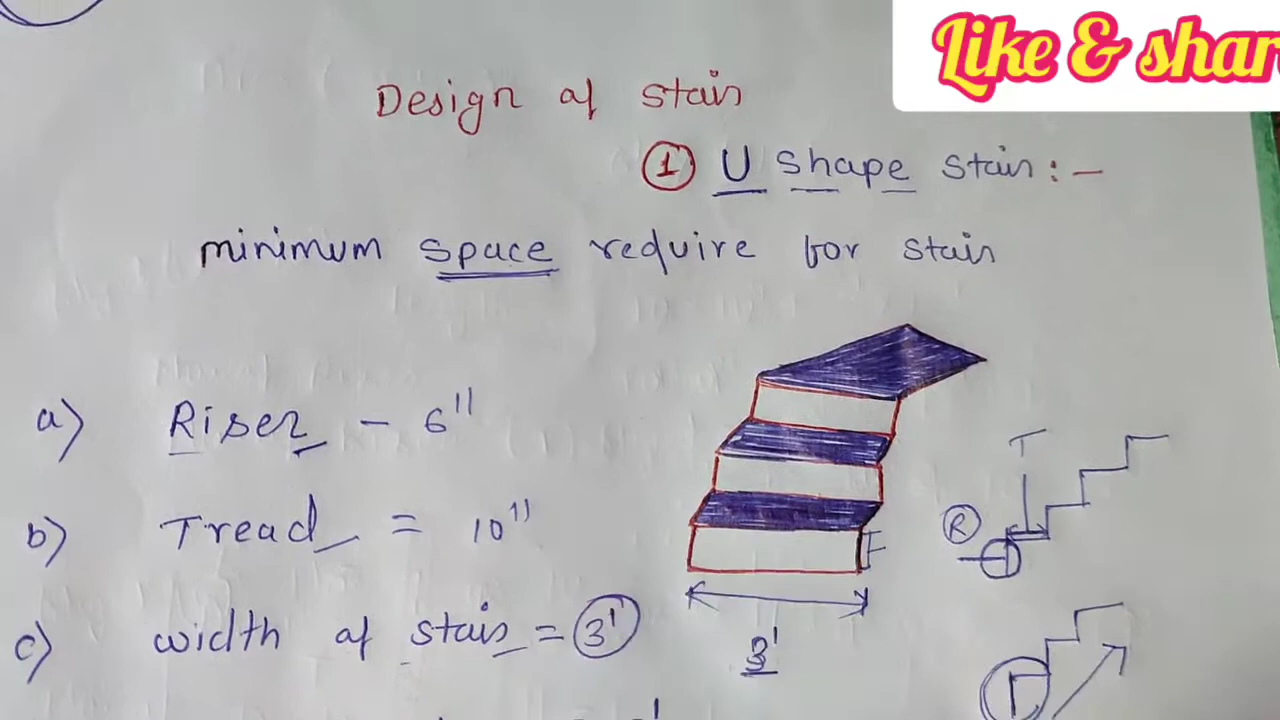 Like & shar
Design of stair
① U shape stair:-
minimum space require for stair
a) Riser - 6"
b) Tread = 10"
c) width of stair = 3'
3'
T
R